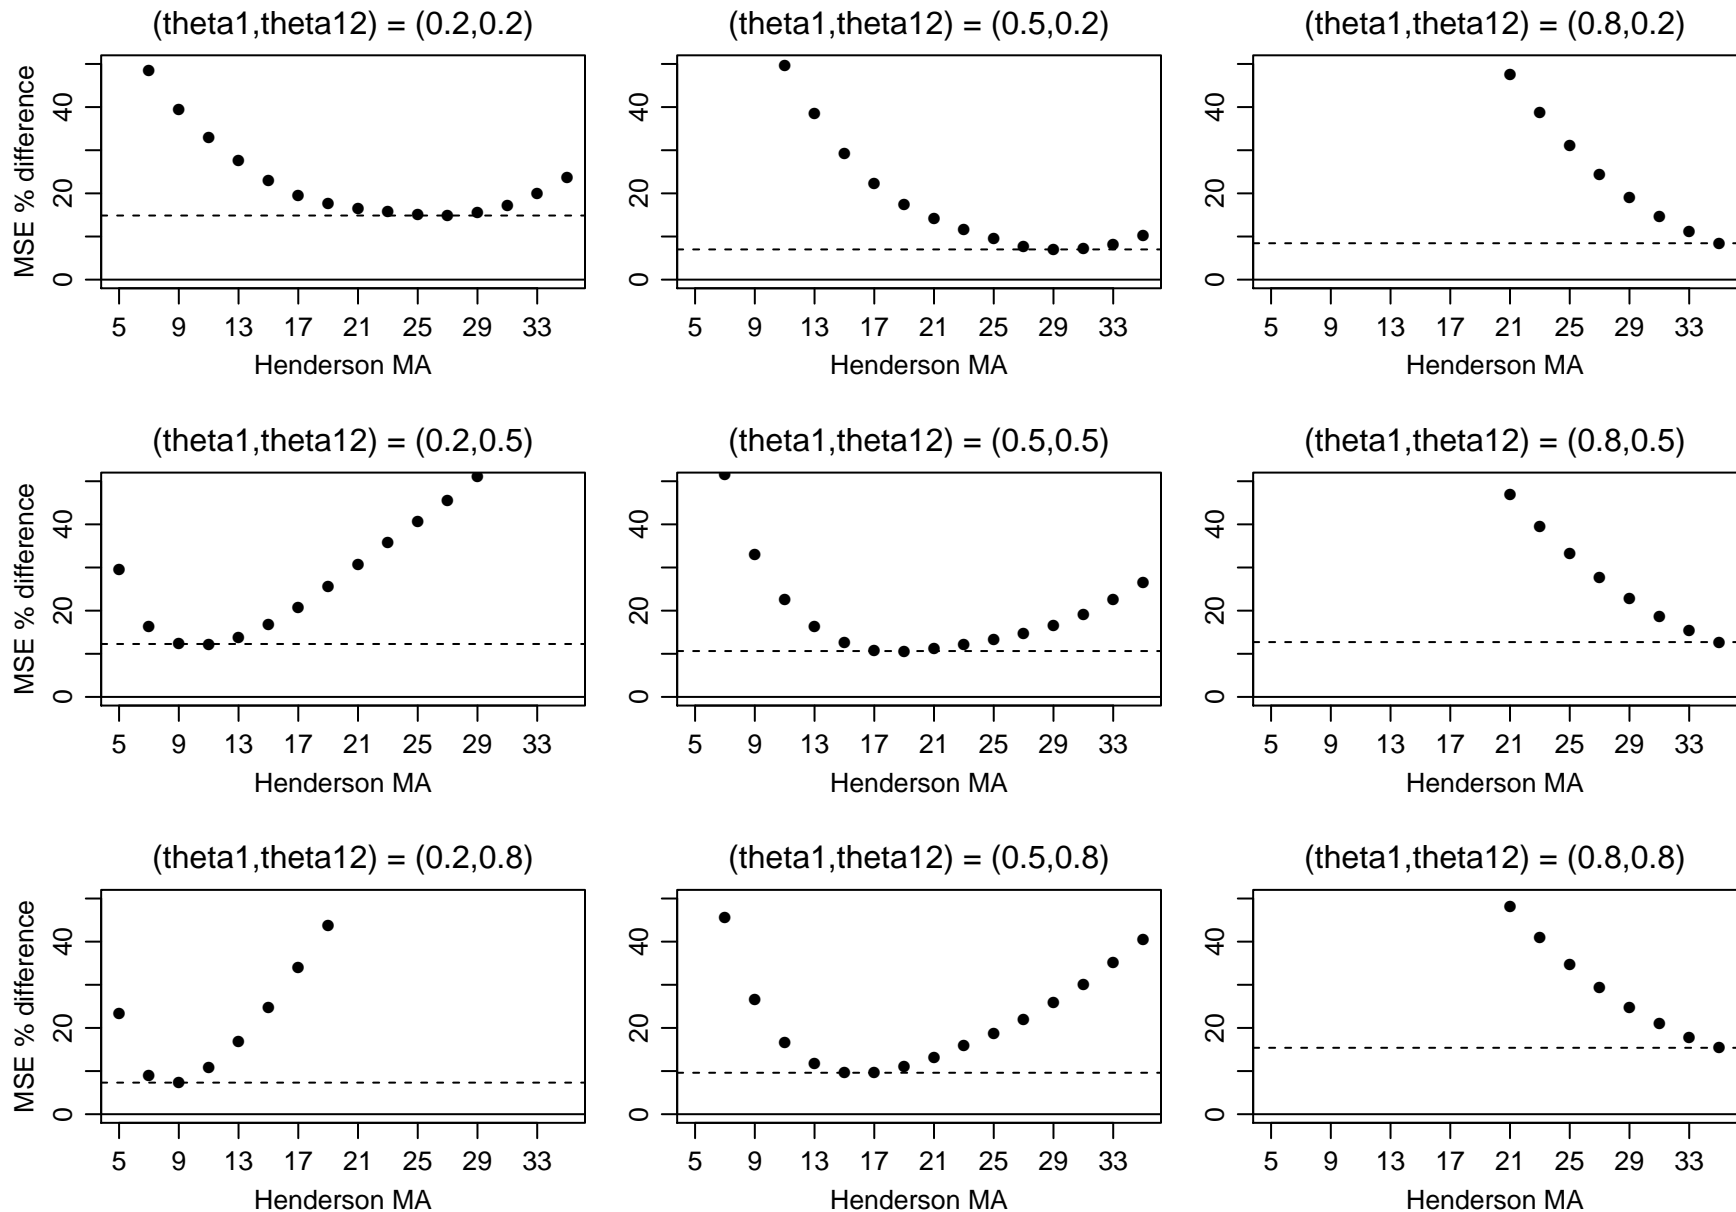 (theta1,theta12) = (0.2,0.2)
MSE % difference
0 20 40
5 9 13 17 21 25 29 33
Henderson MA
(theta1,theta12) = (0.5,0.2)
0 20 40
5 9 13 17 21 25 29 33
Henderson MA
(theta1,theta12) = (0.8,0.2)
0 20 40
5 9 13 17 21 25 29 33
Henderson MA
(theta1,theta12) = (0.2,0.5)
MSE % difference
0 20 40
5 9 13 17 21 25 29 33
Henderson MA
(theta1,theta12) = (0.5,0.5)
0 20 40
5 9 13 17 21 25 29 33
Henderson MA
(theta1,theta12) = (0.8,0.5)
0 20 40
5 9 13 17 21 25 29 33
Henderson MA
(theta1,theta12) = (0.2,0.8)
MSE % difference
0 20 40
5 9 13 17 21 25 29 33
Henderson MA
(theta1,theta12) = (0.5,0.8)
0 20 40
5 9 13 17 21 25 29 33
Henderson MA
(theta1,theta12) = (0.8,0.8)
0 20 40
5 9 13 17 21 25 29 33
Henderson MA